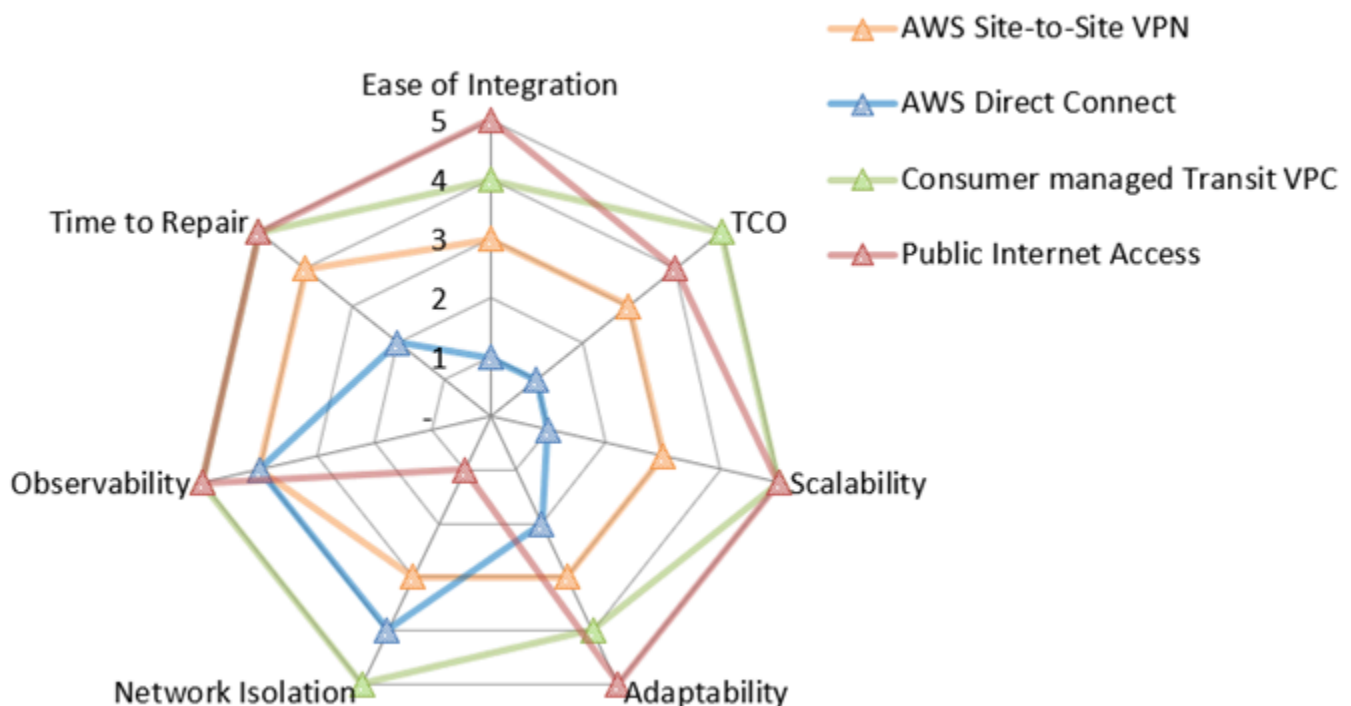 AWS Site-to-Site VPN
AWS Direct Connect
Consumer managed Transit VPC
Public Internet Access
Ease of Integration
5
4
3
2
1
-
TCO
Scalability
Adaptability
Network Isolation
Observability
Time to Repair